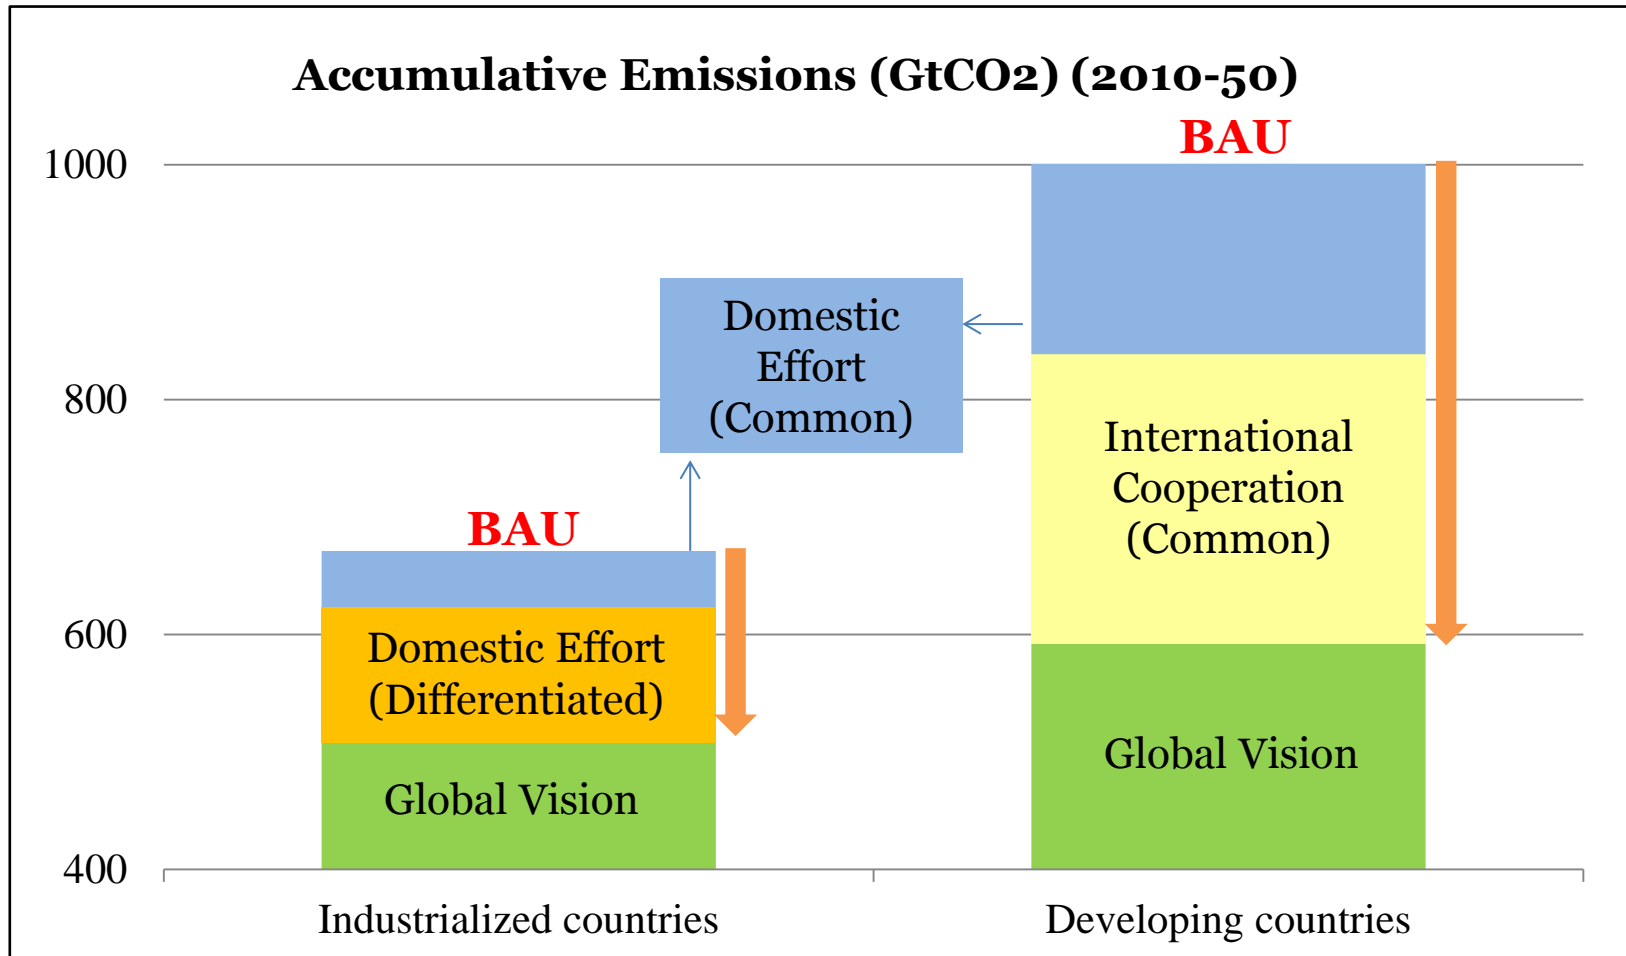 Accumulative Emissions (GtCO2) (2010-50)
BAU
1000
Domestic
Effort
(Common)
800
International
Cooperation
(Common)
BAU
600
Domestic Effort
(Differentiated)
Global Vision
Global Vision
400
Industrialized countries
Developing countries